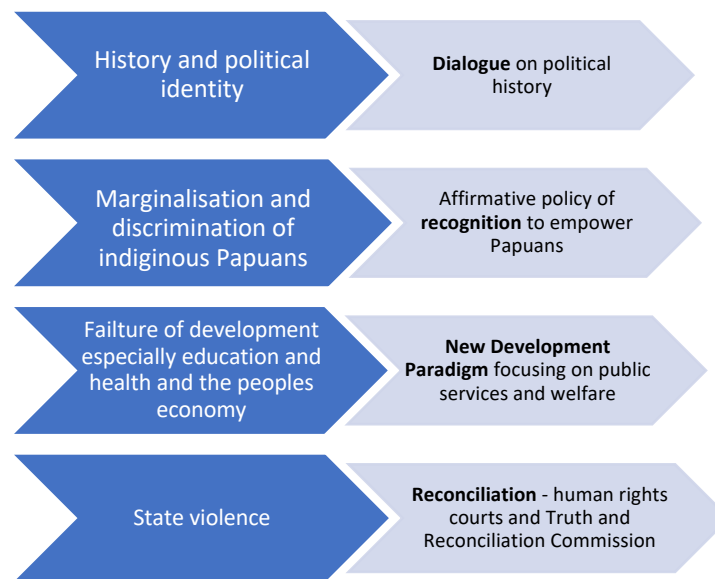 History and political
identity
Dialogue on political
history
Marginalisation and
discrimination of
indiginous Papuans
Affirmative policy of
recognition to empower
Papuans
Failture of development
especially education and
health and the peoples
economy
New Development
Paradigm focusing on public
services and welfare
State violence
Reconciliation - human rights
courts and Truth and
Reconciliation Commission